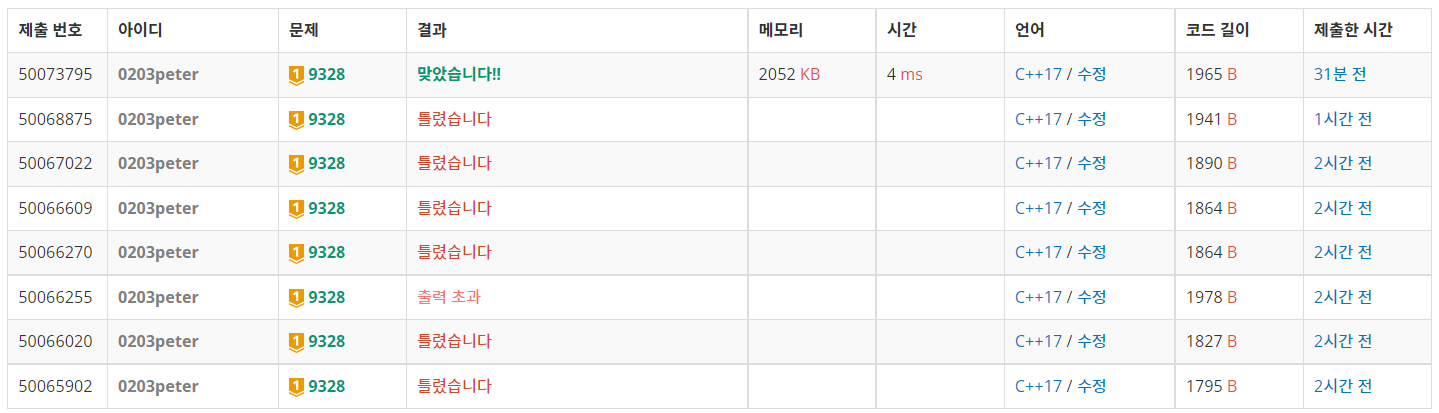 제출 번호 아이디 문제 결과 메모리 시간 언어 코드 길이 제출한 시간
50073795 0203peter 1 9328 맞았습니다!! 2052 KB 4 ms C++17 / 수정 1965 B 31분 전
50068875 0203peter 1 9328 틀렸습니다 C++17 / 수정 1941 B 1시간 전
50067022 0203peter 1 9328 틀렸습니다 C++17 / 수정 1890 B 2시간 전
50066609 0203peter 1 9328 틀렸습니다 C++17 / 수정 1864 B 2시간 전
50066270 0203peter 1 9328 틀렸습니다 C++17 / 수정 1864 B 2시간 전
50066255 0203peter 1 9328 출력 초과 C++17 / 수정 1978 B 2시간 전
50066020 0203peter 1 9328 틀렸습니다 C++17 / 수정 1827 B 2시간 전
50065902 0203peter 1 9328 틀렸습니다 C++17 / 수정 1795 B 2시간 전